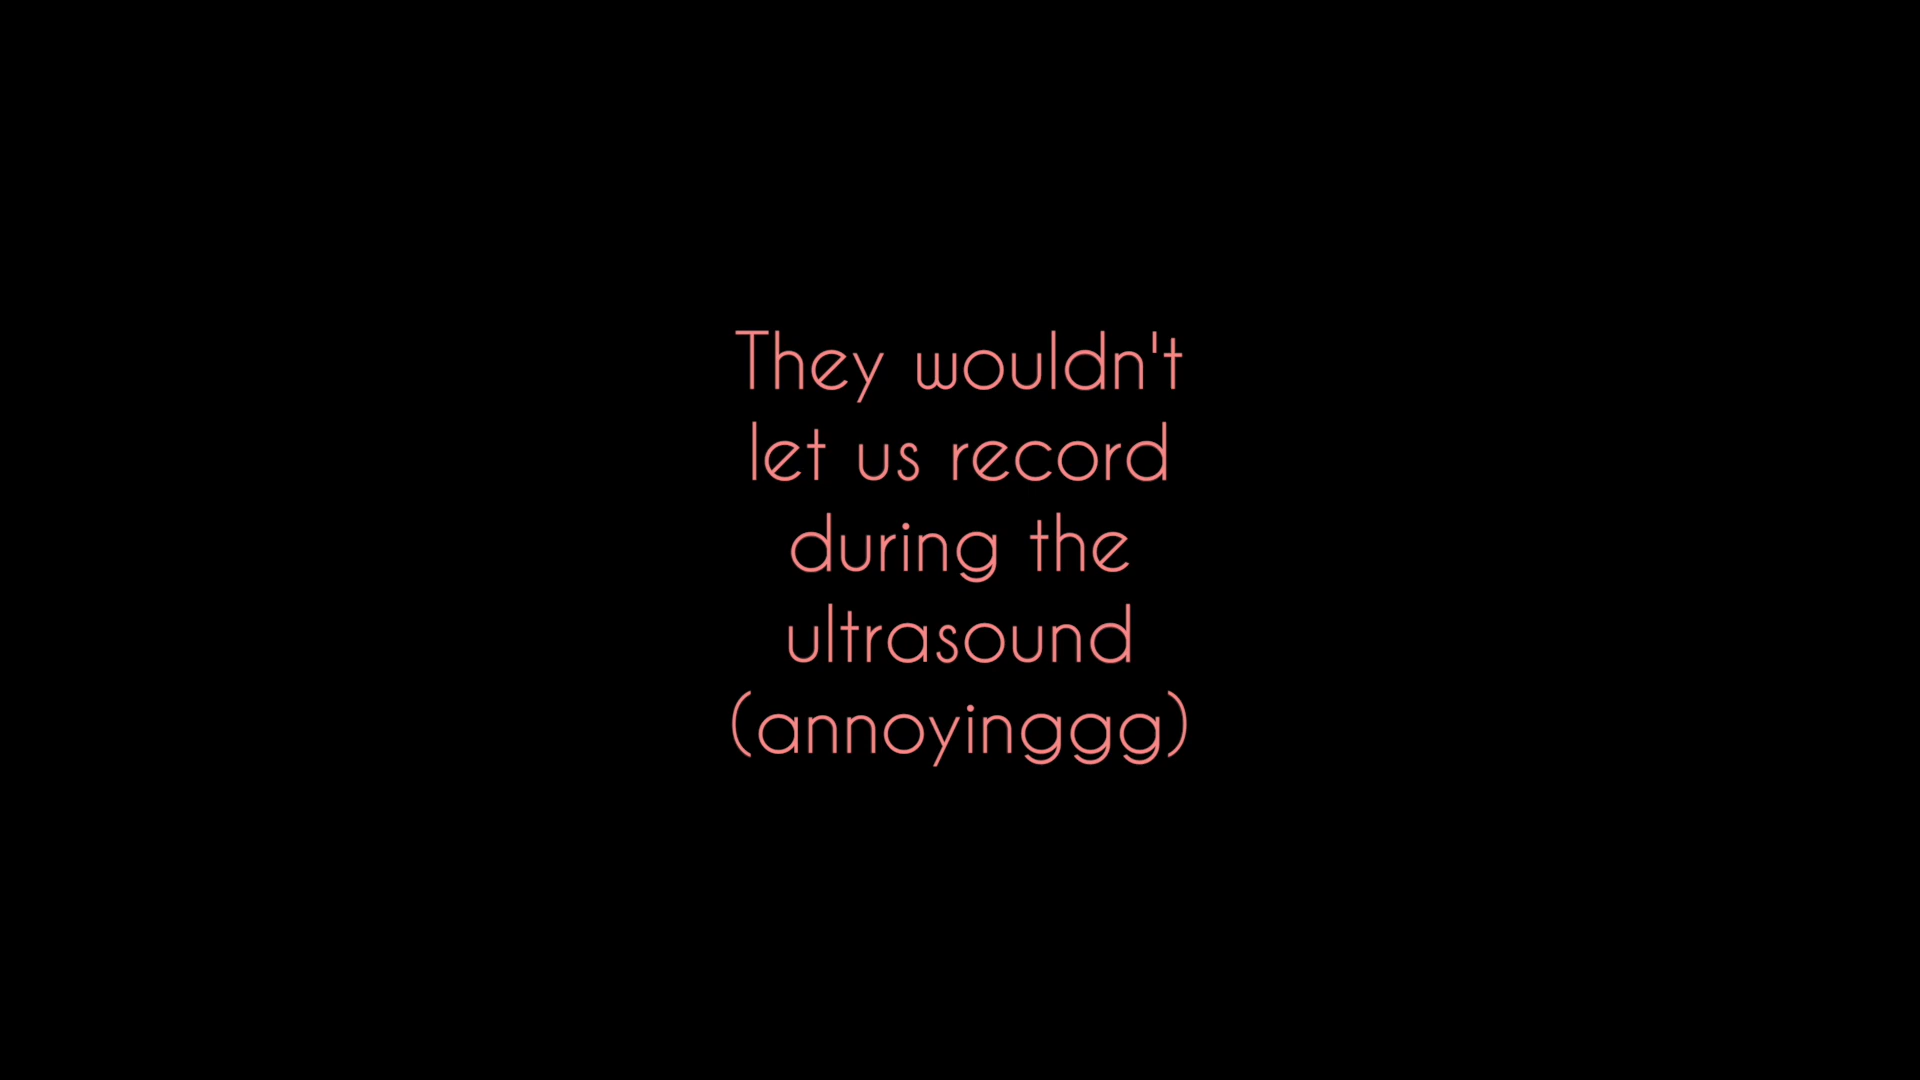 They wouldn't
let us record
during the
ultrasound
(annoyinggg)